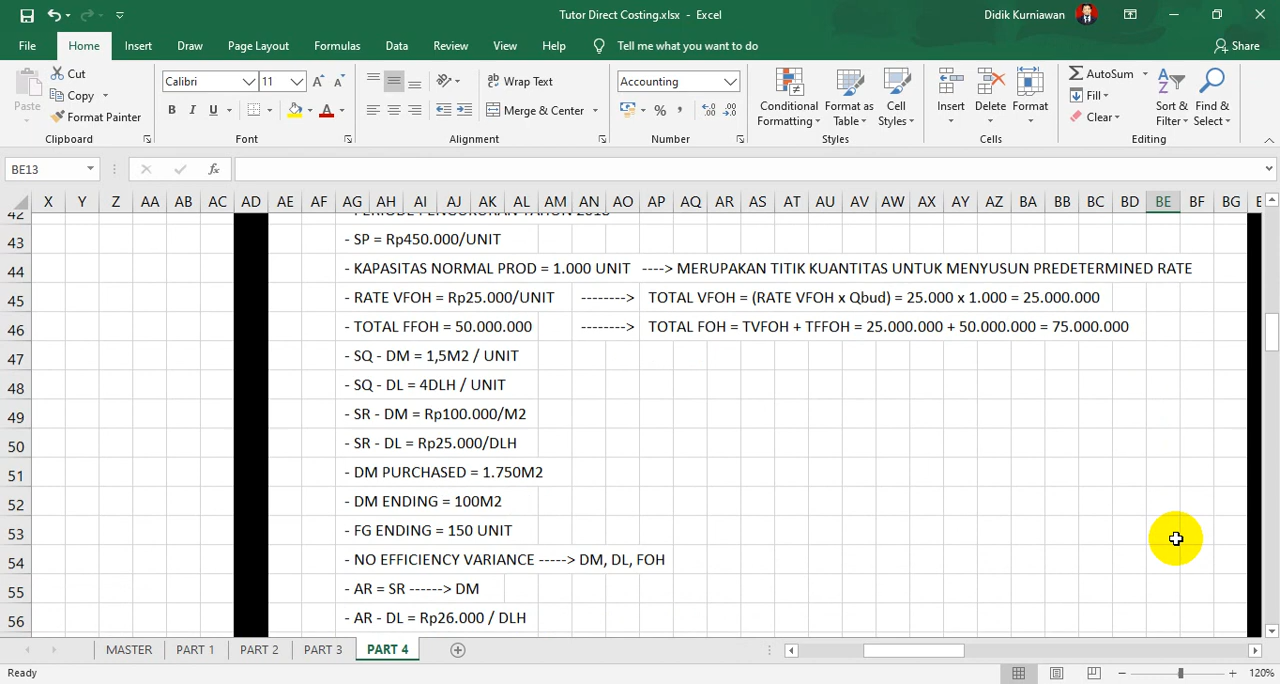 Tutor Direct Costing.xlsx - Excel
Didik Kurniawan
File Home Insert Draw Page Layout Formulas Data Review View Help Tell me what you want to do Share
Paste
Cut
Copy
Format Painter
Clipboard
Calibri 11
B I U
Font
Wrap Text
Merge & Center
Alignment
Accounting
Number
Conditional Formatting
Format as Table
Cell Styles
Styles
Insert Delete Format
Cells
AutoSum
Fill
Clear
Sort & Filter
Find & Select
Editing
BE13
X Y Z AA AB AC AD AE AF AG AH AI AJ AK AL AM AN AO AP AQ AR AS AT AU AV AW AX AY AZ BA BB BC BD BE BF BG
42 - PERIODE PENGUKURAN TAHUN 2018
43 - SP = Rp450.000/UNIT
44 - KAPASITAS NORMAL PROD = 1.000 UNIT ----> MERUPAKAN TITIK KUANTITAS UNTUK MENYUSUN PREDETERMINED RATE
45 - RATE VFOH = Rp25.000/UNIT --------> TOTAL VFOH = (RATE VFOH x Qbud) = 25.000 x 1.000 = 25.000.000
46 - TOTAL FFOH = 50.000.000 --------> TOTAL FOH = TVFOH + TFFOH = 25.000.000 + 50.000.000 = 75.000.000
47 - SQ - DM = 1,5M2 / UNIT
48 - SQ - DL = 4DLH / UNIT
49 - SR - DM = Rp100.000/M2
50 - SR - DL = Rp25.000/DLH
51 - DM PURCHASED = 1.750M2
52 - DM ENDING = 100M2
53 - FG ENDING = 150 UNIT
54 - NO EFFICIENCY VARIANCE -----> DM, DL, FOH
55 - AR = SR ------> DM
56 - AR - DL = Rp26.000 / DLH
MASTER PART 1 PART 2 PART 3 PART 4
Ready
120%